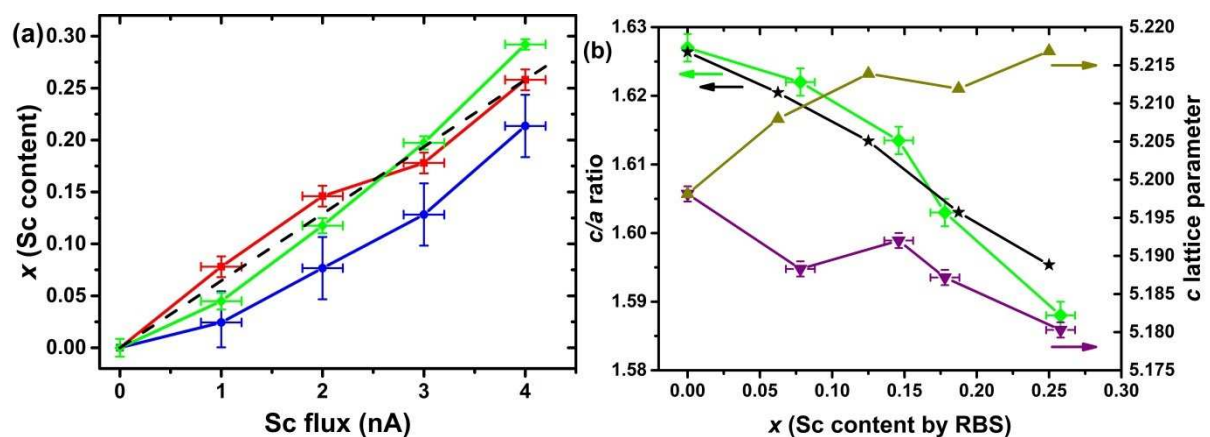 (a)
0.30
0.25
0.20
0.15
0.10
0.05
0.00
x (Sc content)
0 1 2 3 4
Sc flux (nA)
(b)
1.63
1.62
1.61
1.60
1.59
1.58
c/a ratio
5.220
5.215
5.210
5.205
5.200
5.195
5.190
5.185
5.180
5.175
c lattice parameter
0.00 0.05 0.10 0.15 0.20 0.25 0.30
x (Sc content by RBS)